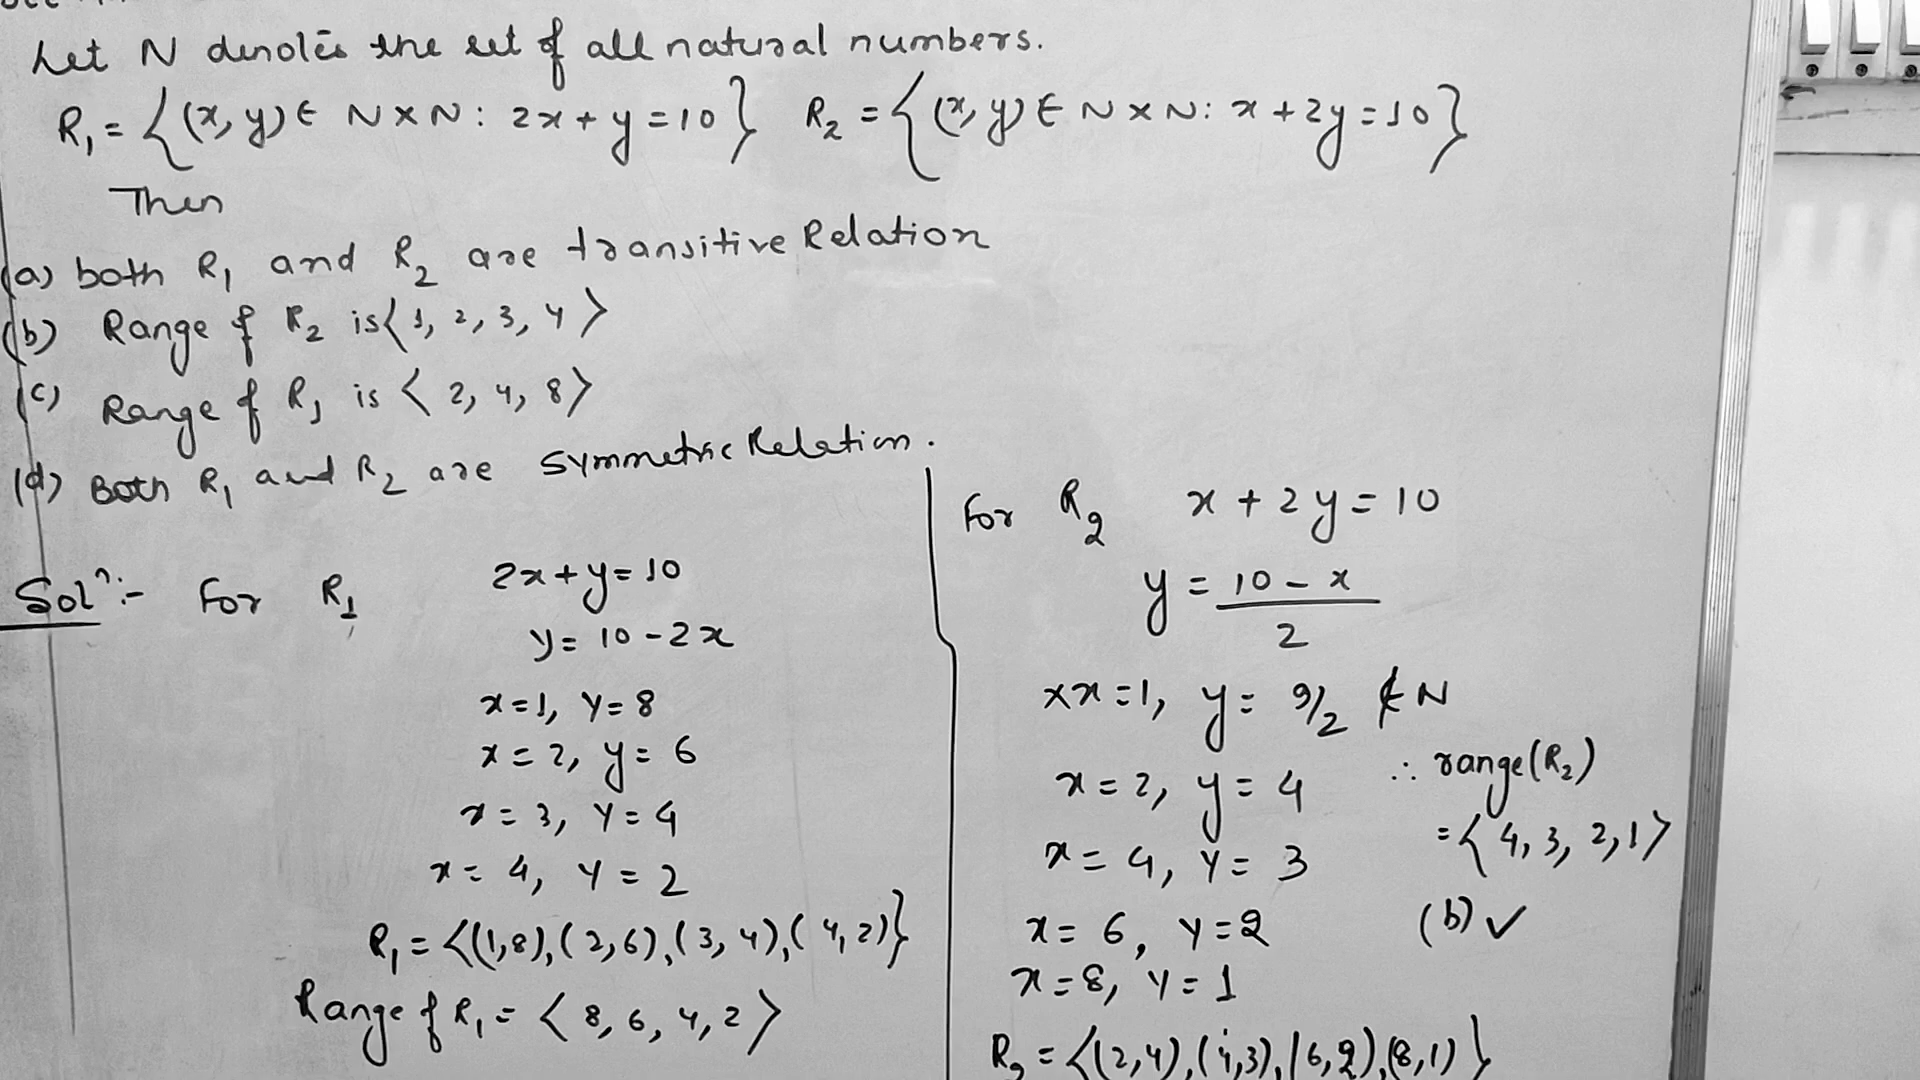 Let N denotes the set of all natural numbers.
R₁ = {(x, y) ∈ N × N : 2x + y = 10} R₂ = {(x, y) ∈ N × N : x + 2y = 10}
Then
(a) both R₁ and R₂ are transitive Relation
(b) Range of R₂ is {1, 2, 3, 4}
(c) Range of R₁ is {2, 4, 8}
(d) Both R₁ and R₂ are symmetric Relation.
Solⁿ:- For R₁ 2x + y = 10
y = 10 - 2x
x = 1, y = 8
x = 2, y = 6
x = 3, y = 4
x = 4, y = 2
R₁ = {(1,8), (2,6), (3,4), (4,2)}
Range of R₁ = {8, 6, 4, 2}
For R₂ x + 2y = 10
y = (10 - x)/2
xx = 1, y = 9/2 ∉ N
x = 2, y = 4
x = 4, y = 3
x = 6, y = 2
x = 8, y = 1
R₂ = {(2,4), (4,3), (6,2), (8,1)}
∴ range(R₂)
= {4, 3, 2, 1}
(b) ✓